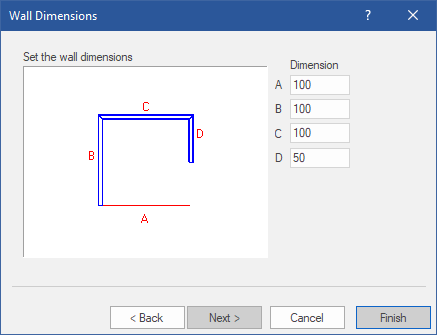 Wall Dimensions ? ×
Set the wall dimensions
Dimension
A 100
B 100
C 100
D 50
C
D
B
A
< Back Next > Cancel Finish